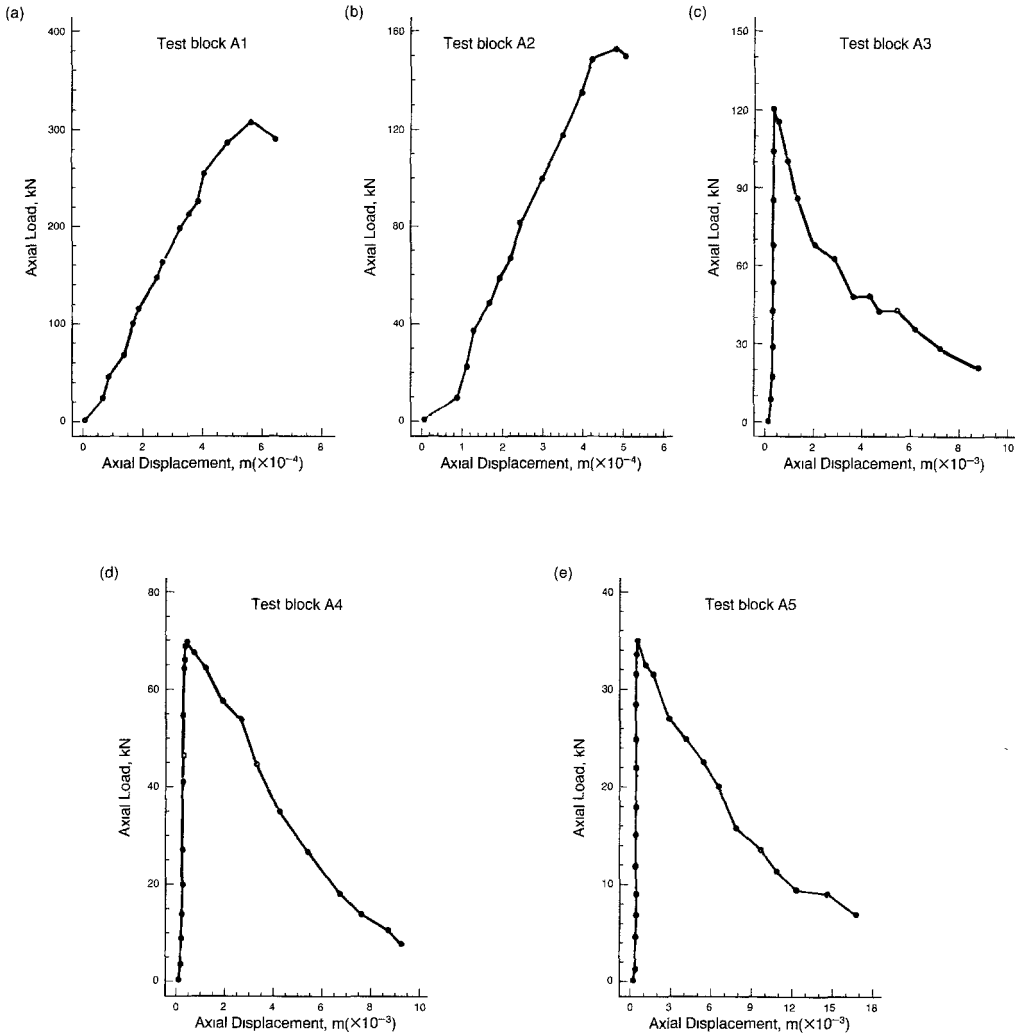 (a)
Test block A1
400
300
200
100
0
Axial Load, kN
0 2 4 6 8
Axial Displacement, m(×10⁻⁴)
(b)
Test block A2
160
120
80
40
0
Axial Load, kN
0 1 2 3 4 5 6
Axial Displacement, m(×10⁻⁴)
(c)
Test block A3
150
120
90
60
30
0
Axial Load, kN
0 2 4 6 8 10
Axial Displacement, m(×10⁻³)
(d)
Test block A4
80
60
40
20
0
Axial Load, kN
0 2 4 6 8 10
Axial Displacement, m(×10⁻³)
(e)
Test block A5
40
30
20
10
0
Axial Load, kN
0 3 6 9 12 15 18
Axial Displacement, m(×10⁻³)